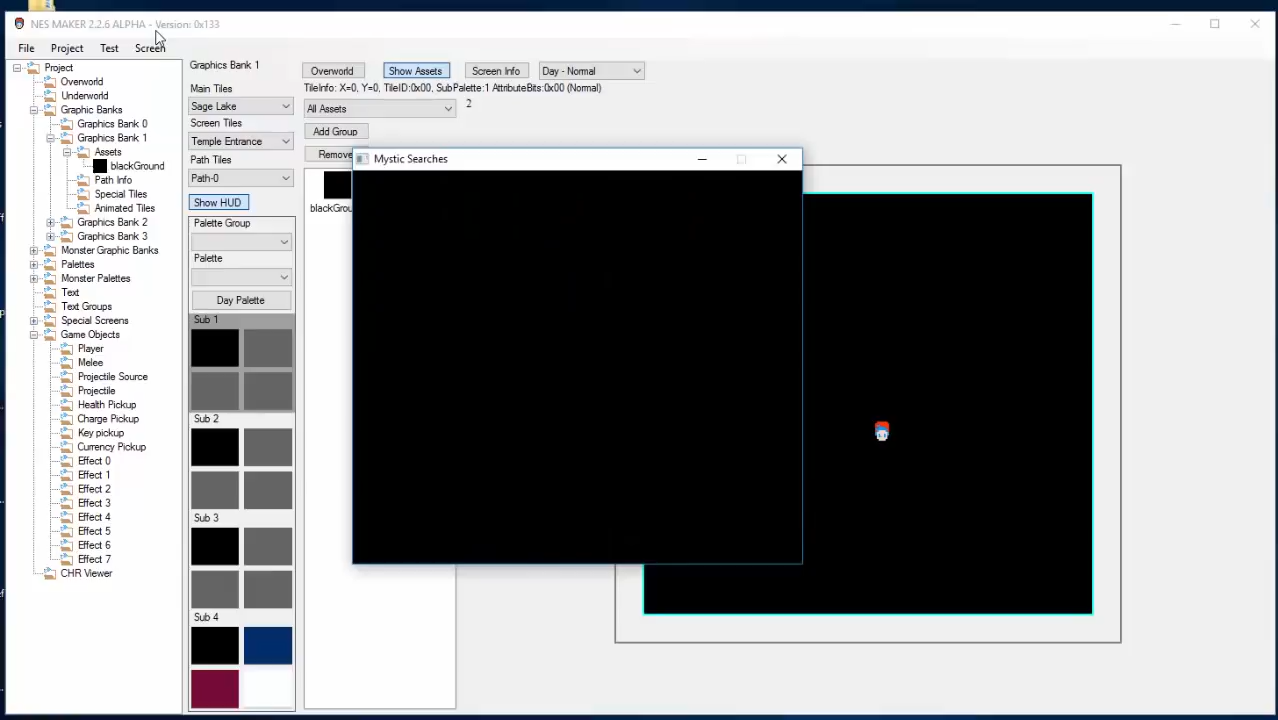 NES MAKER 2.2.6 ALPHA - Version: 0x133
File Project Test Screen
Project
Overworld
Underworld
Graphic Banks
Graphics Bank 0
Graphics Bank 1
Assets
blackGround
Path Info
Special Tiles
Animated Tiles
Graphics Bank 2
Graphics Bank 3
Monster Graphic Banks
Palettes
Monster Palettes
Text
Text Groups
Special Screens
Game Objects
Player
Melee
Projectile Source
Projectile
Health Pickup
Charge Pickup
Key pickup
Currency Pickup
Effect 0
Effect 1
Effect 2
Effect 3
Effect 4
Effect 5
Effect 6
Effect 7
CHR Viewer
Graphics Bank 1
Main Tiles
Sage Lake
Screen Tiles
Temple Entrance
Path Tiles
Path-0
Show HUD
Palette Group
Palette
Day Palette
Sub 1
Sub 2
Sub 3
Sub 4
Overworld Show Assets Screen Info Day - Normal
TileInfo: X=0, Y=0, TileID:0x00, SubPalette:1 AttributeBits:0x00 (Normal)
All Assets 2
Add Group
Remove
blackGrou
Mystic Searches